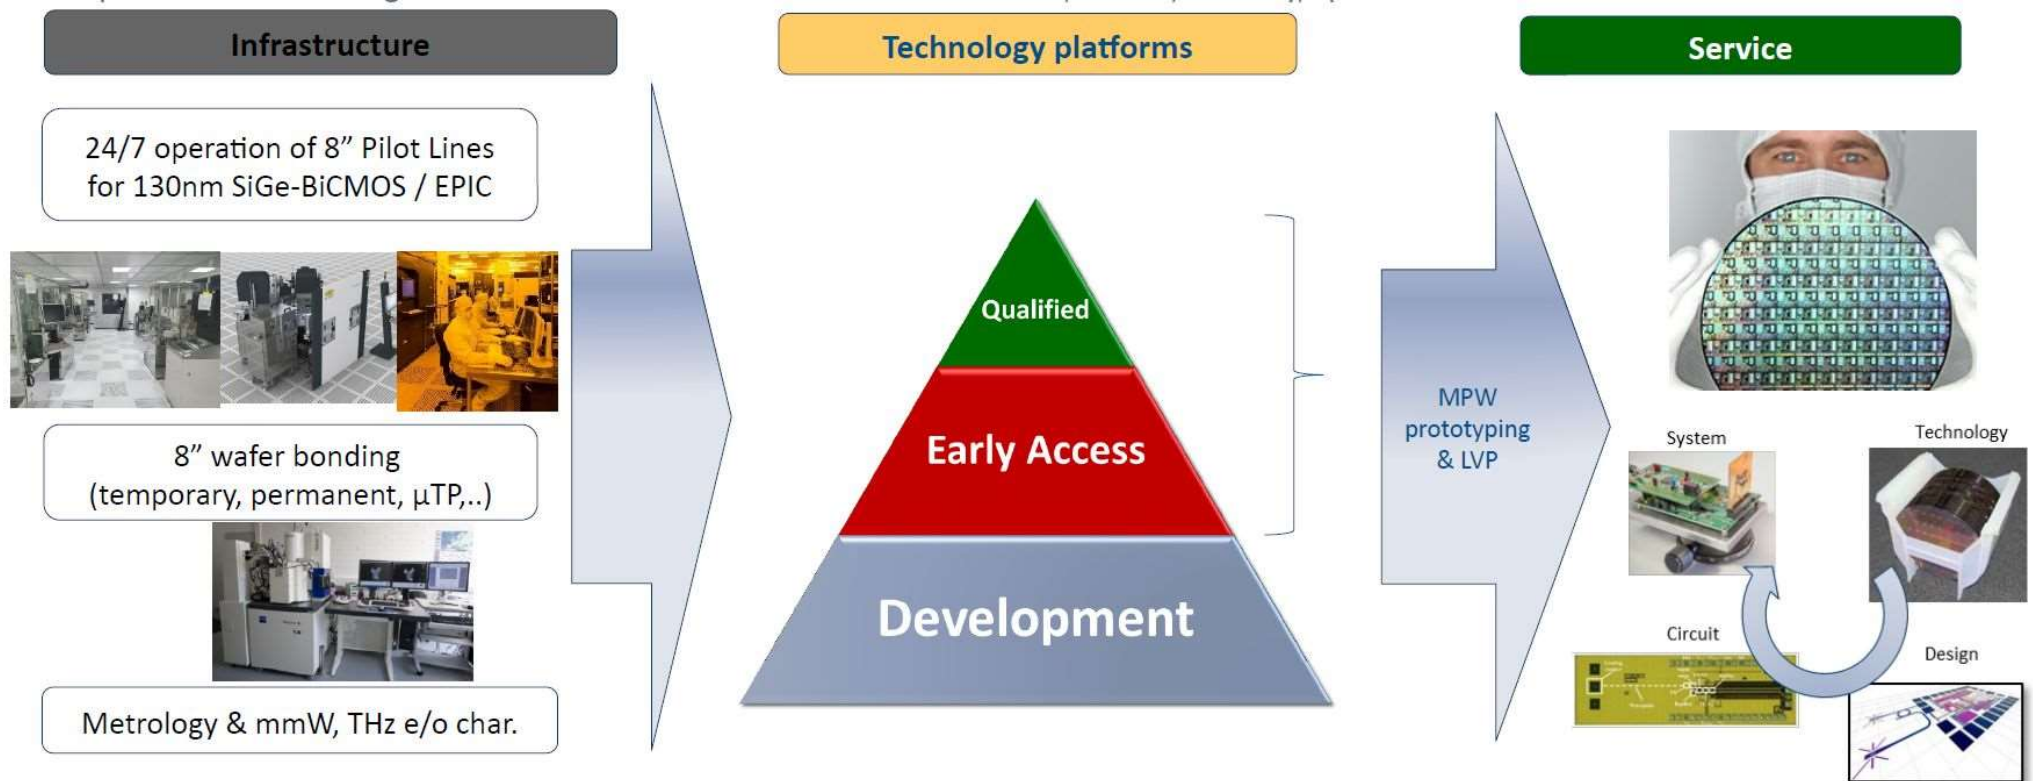 Infrastructure
Technology platforms
Service
24/7 operation of 8” Pilot Lines
for 130nm SiGe-BiCMOS / EPIC
8” wafer bonding
(temporary, permanent, µTP,..)
Metrology & mmW, THz e/o char.
Qualified
Early Access
Development
MPW
prototyping
& LVP
System
Technology
Circuit
Design